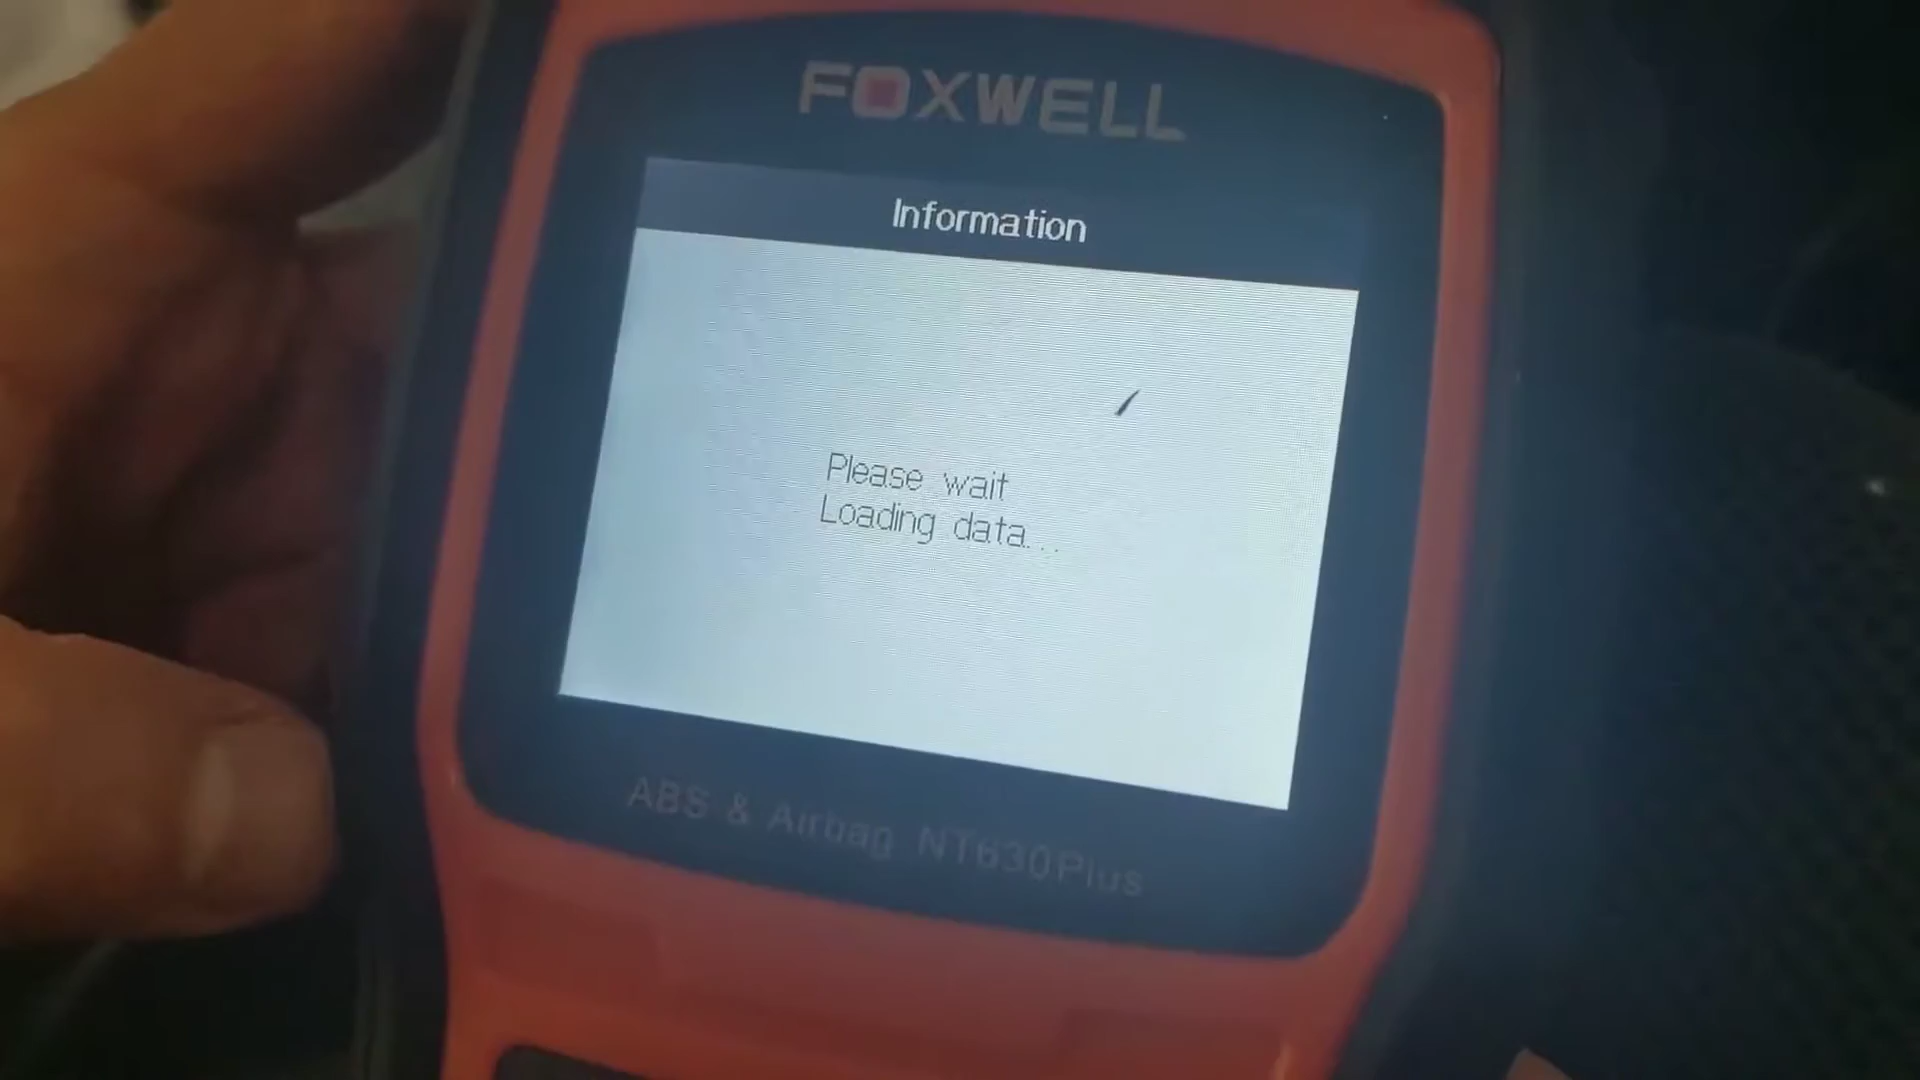 FOXWELL
Information
Please wait
Loading data...
ABS & Airbag NT630Plus